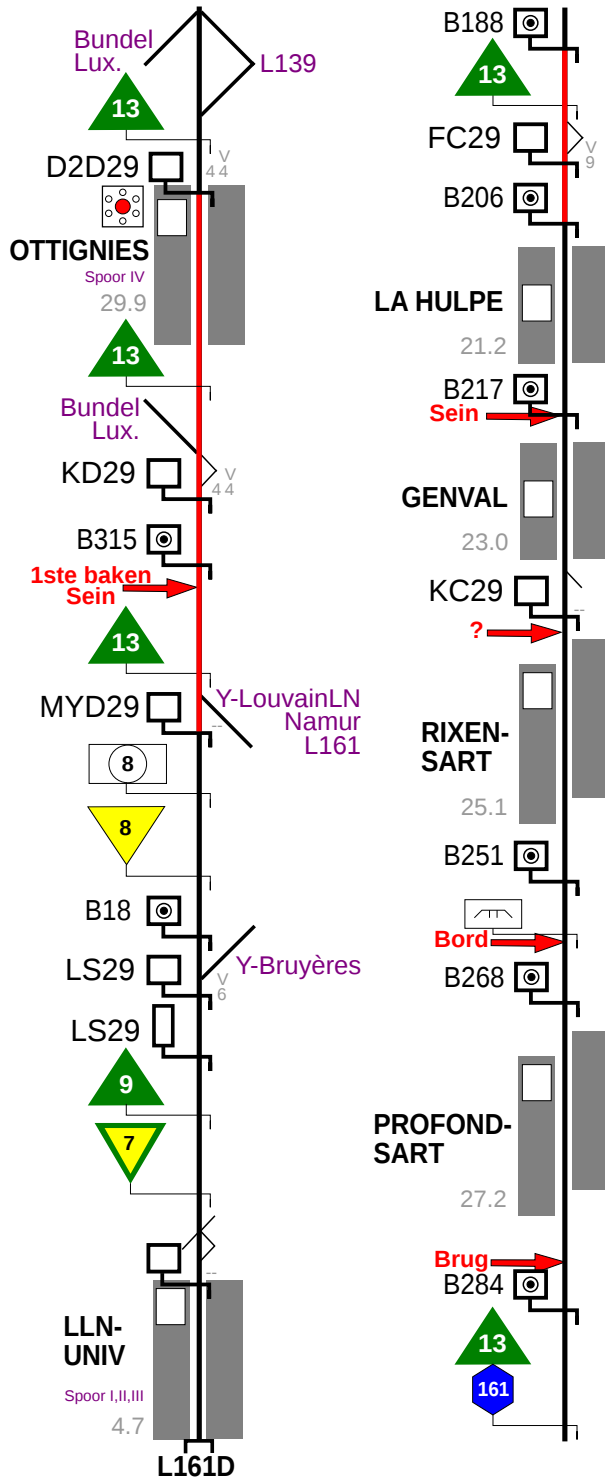 Bundel
Lux.
L139
13
V
4 4
D2D29
OTTIGNIES
Spoor IV
29.9
13
Bundel
Lux.
V
4 4
KD29
B315
1ste baken
Sein
13
Y-LouvainLN
Namur
L161
MYD29
--
8
8
B18
Y-Bruyères
LS29
V
6
LS29
9
7
--
LLN-
UNIV
Spoor I,II,III
4.7
L161D
B188
13
FC29
V
9
B206
LA HULPE
21.2
B217
Sein
GENVAL
23.0
KC29
--
?
RIXEN-
SART
25.1
B251
Bord
B268
PROFOND-
SART
27.2
Brug
B284
13
161